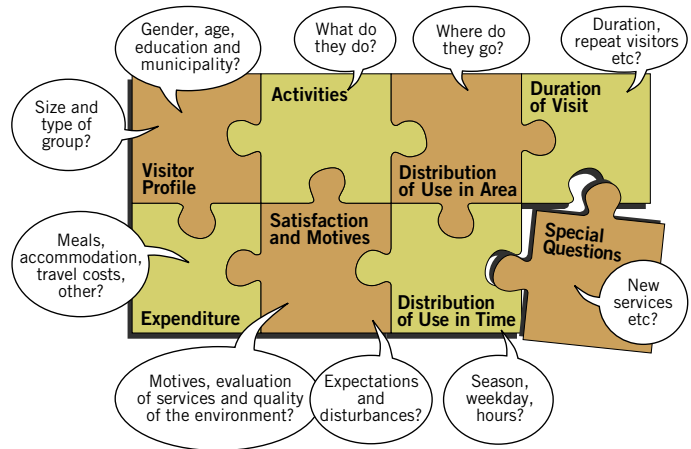 Gender, age,
education and
municipality?
What do
they do?
Where do
they go?
Duration,
repeat visitors
etc?
Size and
type of
group?
Visitor
Profile
Activities
Distribution
of Use in Area
Duration
of Visit
Meals,
accommodation,
travel costs,
other?
Expenditure
Satisfaction
and Motives
Distribution
of Use in Time
Special
Questions
New
services
etc?
Motives, evaluation
of services and quality
of the environment?
Expectations
and
disturbances?
Season,
weekday,
hours?